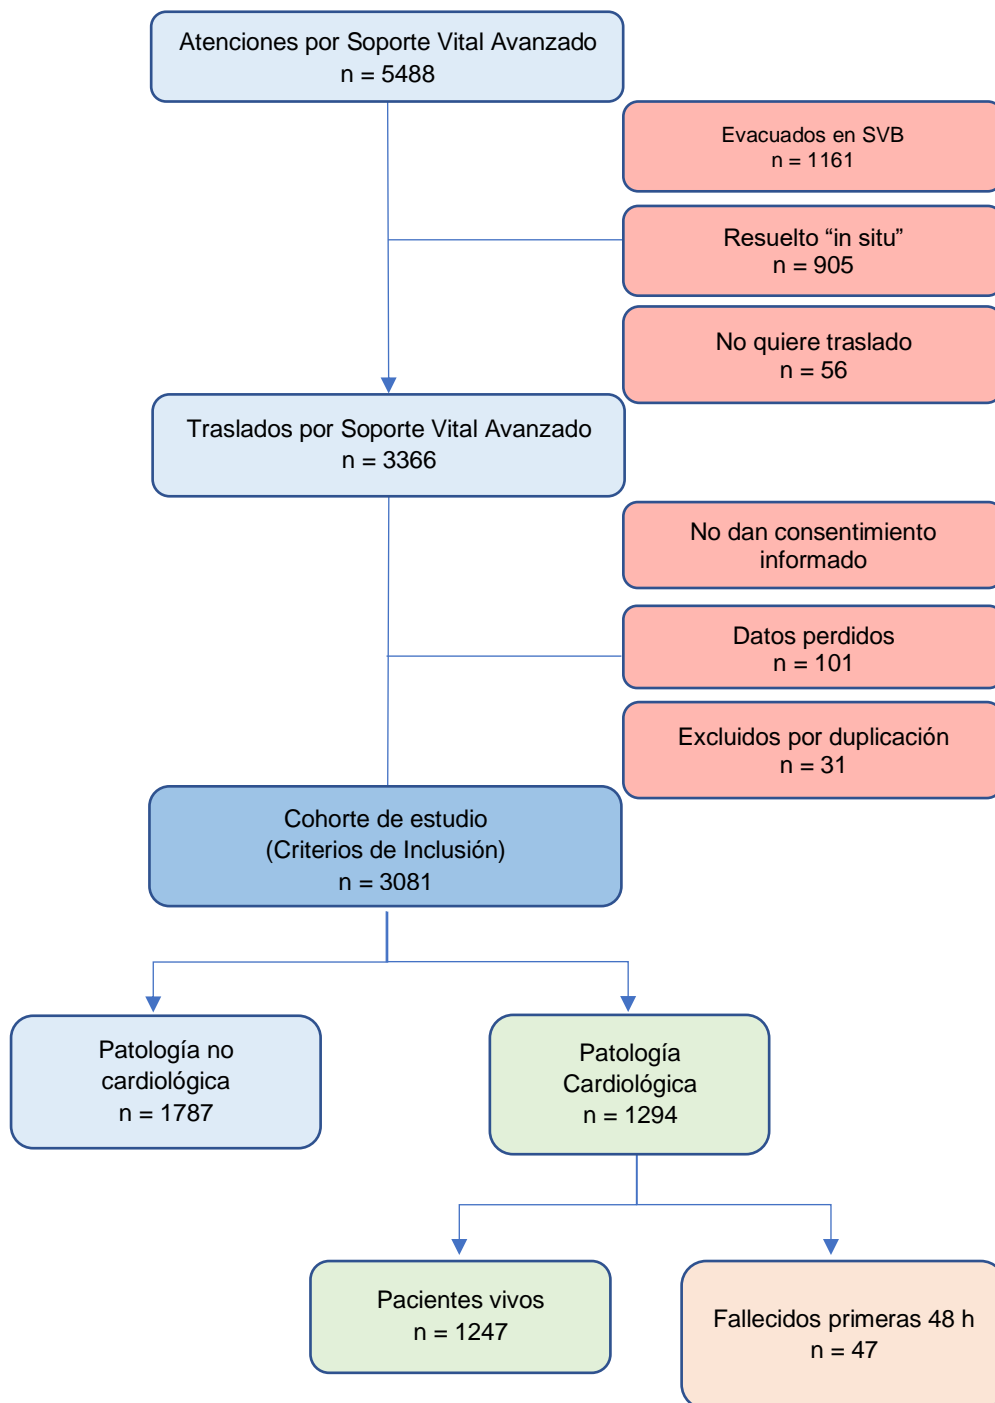 Atenciones por Soporte Vital Avanzado
n = 5488
Evacuados en SVB
n = 1161
Resuelto “in situ”
n = 905
No quiere traslado
n = 56
Traslados por Soporte Vital Avanzado
n = 3366
No dan consentimiento
informado
Datos perdidos
n = 101
Excluidos por duplicación
n = 31
Cohorte de estudio
(Criterios de Inclusión)
n = 3081
Patología no
cardiológica
n = 1787
Patología
Cardiológica
n = 1294
Pacientes vivos
n = 1247
Fallecidos primeras 48 h
n = 47